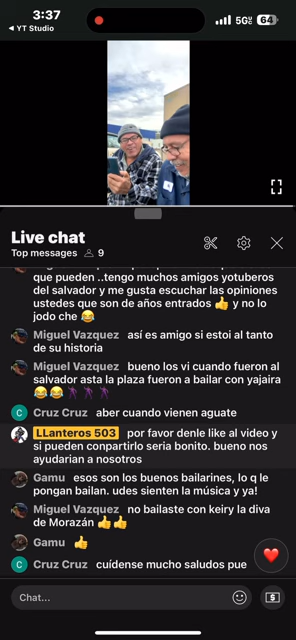 3:37
5G
64
◀ YT Studio
Live chat
Top messages 9
que pueden ..tengo muchos amigos yotuberos
del salvador y me gusta escuchar las opiniones
ustedes que son de años entrados 👍 y no lo
jodo che 😂
Miguel Vazquez así es amigo si estoi al tanto
de su historia
Miguel Vazquez bueno los vi cuando fueron al
salvador asta la plaza fueron a bailar con yajaira
😂😂🕺🕺🕺
C Cruz Cruz aber cuando vienen aguate
LLanteros 503 por favor denle like al video y
si pueden conpartirlo seria bonito. bueno nos
ayudarian a nosotros
Gamu esos son los buenos bailarines, lo q le
pongan bailan. udes sienten la música y ya!
Miguel Vazquez no bailaste con keiry la diva
de Morazán 👍👍
Gamu 👍
C Cruz Cruz cuídense mucho saludos pue
Chat...